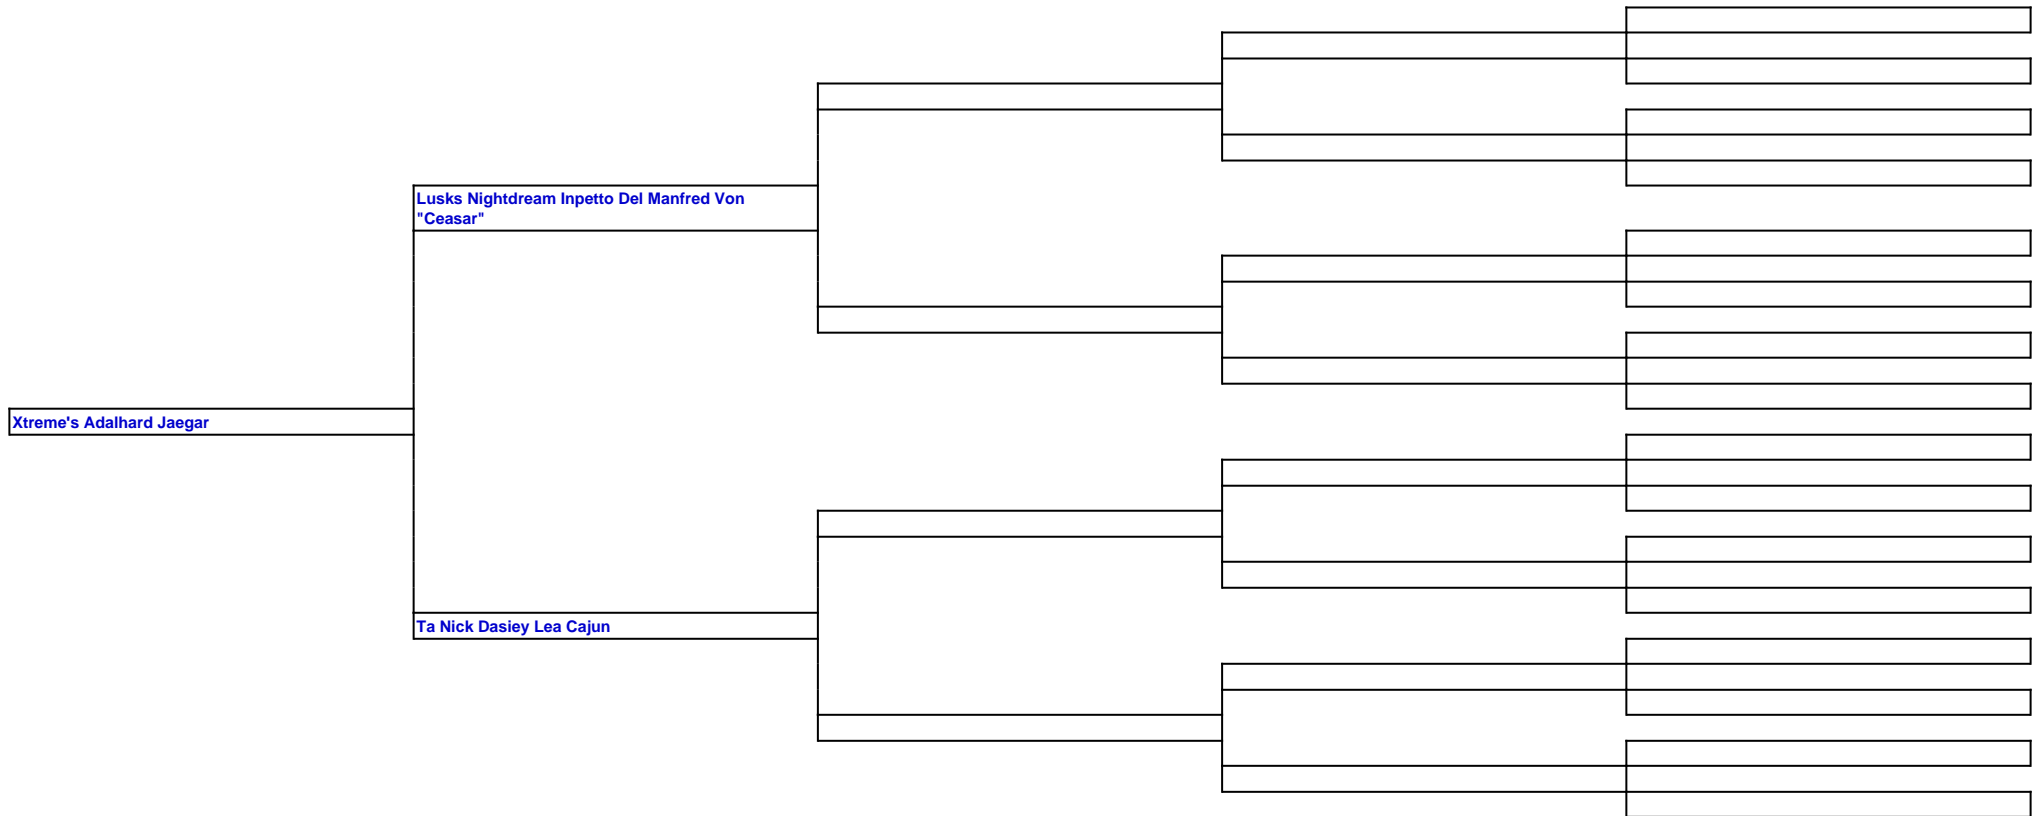 Lusks Nightdream Inpetto Del Manfred Von
"Ceasar"
Xtreme's Adalhard Jaegar
Ta Nick Dasiey Lea Cajun